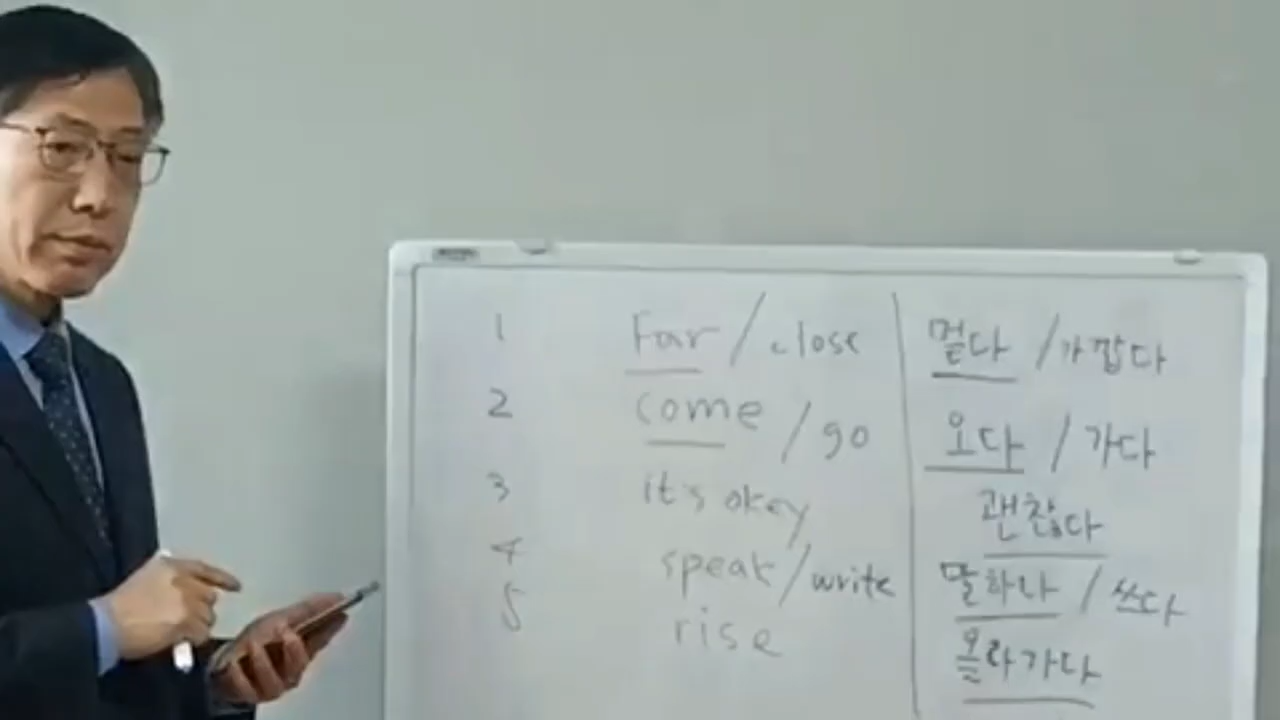 1 Far / close 멀다 / 가깝다
2 come / go 오다 / 가다
3 it's okey 괜찮다
4 speak / write 말하다 / 쓰다
5 rise 올라가다